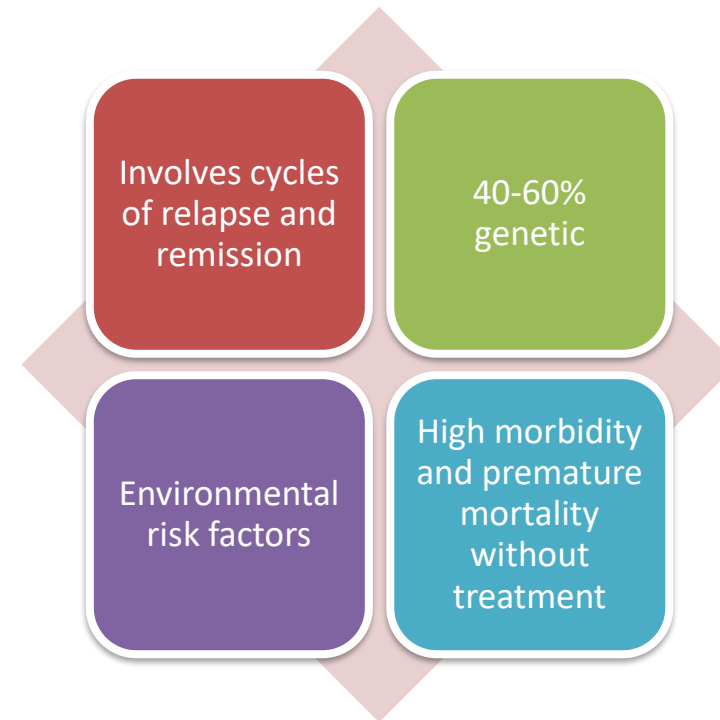 Involves cycles
of relapse and
remission
40-60%
genetic
Environmental
risk factors
High morbidity
and premature
mortality
without
treatment